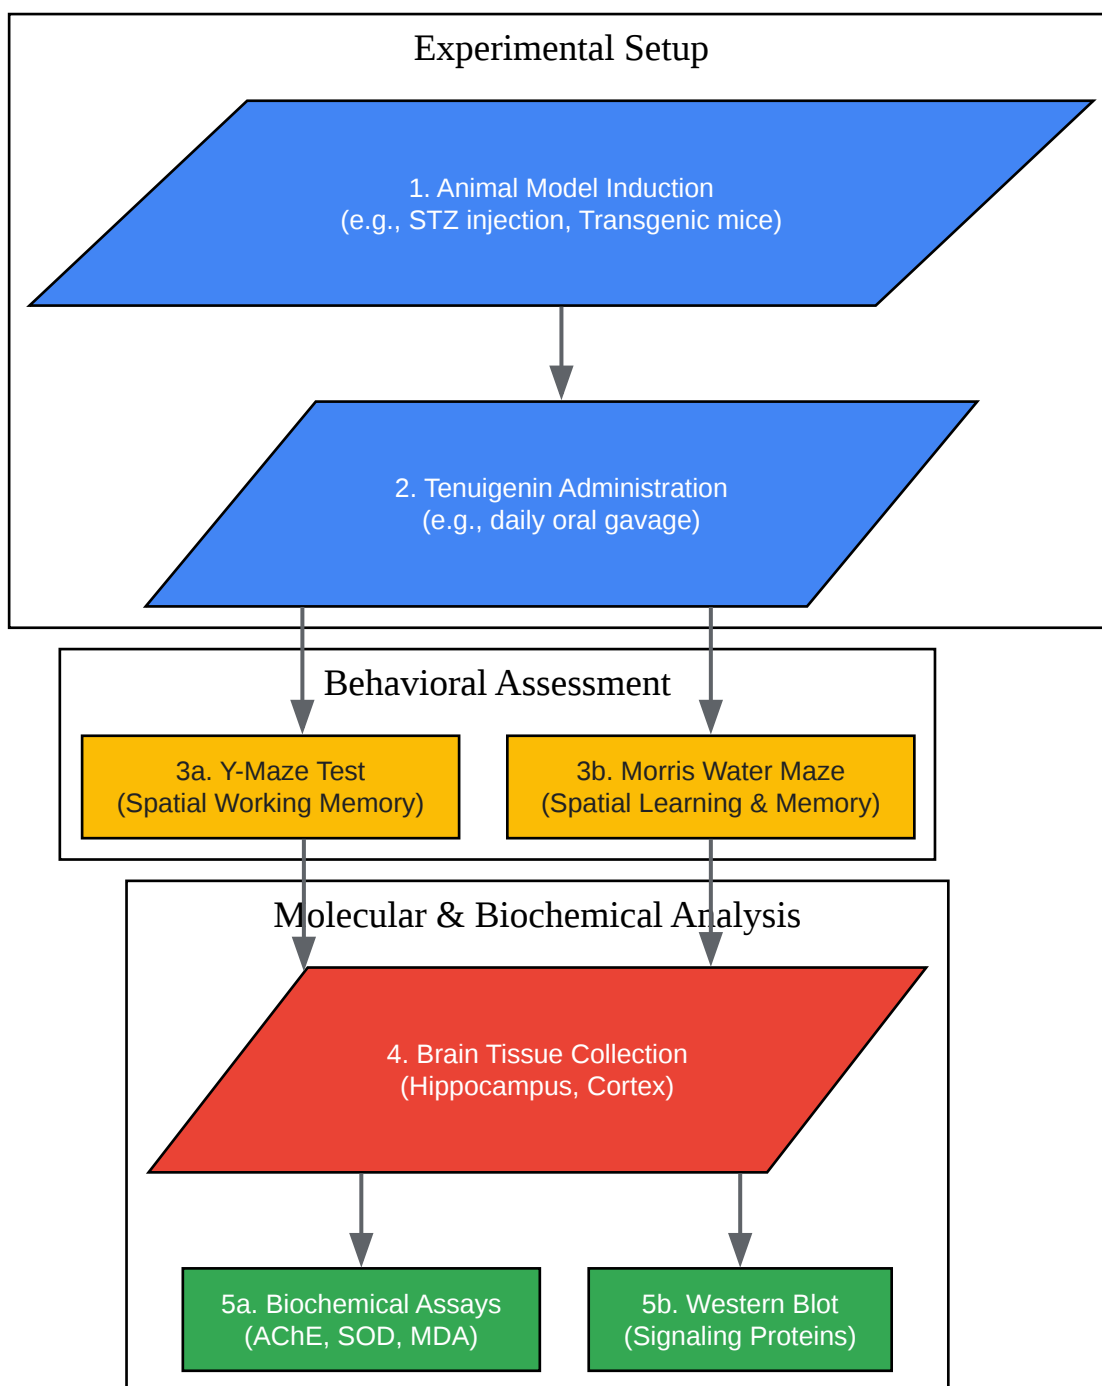 Experimental Setup
1. Animal Model Induction
(e.g., STZ injection, Transgenic mice)
2. Tenuigenin Administration
(e.g., daily oral gavage)
Behavioral Assessment
3a. Y-Maze Test
(Spatial Working Memory)
3b. Morris Water Maze
(Spatial Learning & Memory)
Molecular & Biochemical Analysis
4. Brain Tissue Collection
(Hippocampus, Cortex)
5a. Biochemical Assays
(AChE, SOD, MDA)
5b. Western Blot
(Signaling Proteins)